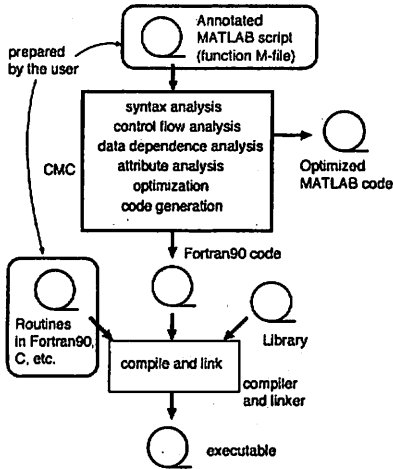 Annotated
MATLAB script
(function M-file)
prepared
by the user
syntax analysis
control flow analysis
data dependence analysis
attribute analysis
optimization
code generation
CMC
Optimized
MATLAB code
Fortran90 code
Routines
in Fortran90,
C, etc.
Library
compile and link
compiler
and linker
executable